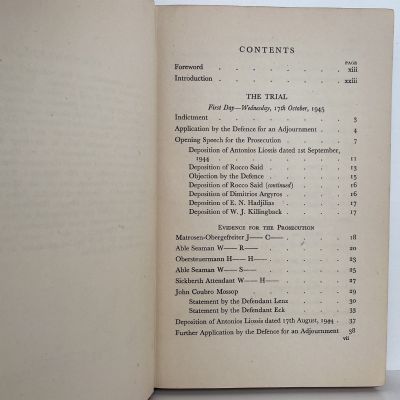 CONTENTS
PAGE
Foreword . . . . . . . xiii
Introduction . . . . . . . xxiii
THE TRIAL
First Day—Wednesday, 17th October, 1945
Indictment . . . . . . . 3
Application by the Defence for an Adjournment . . 4
Opening Speech for the Prosecution . . . . 7
Deposition of Antonios Liossis dated 1st September,
1944 . . . . . . . 11
Deposition of Rocco Said . . . . . 13
Objection by the Defence . . . . . 15
Deposition of Rocco Said (continued) . . . 16
Deposition of Dimitrios Argyros . . . . 16
Deposition of E. N. Hadjilias . . . . 17
Deposition of W. J. Killingback . . . . 17
EVIDENCE FOR THE PROSECUTION
Matrosen-Obergefreiter J— C— . . . . 18
Able Seaman W— R— . . . . . 20
Obersteuermann H— H— . . . . . 23
Able Seaman W— S— . . . . . 25
Sickberth Attendant W— H— . . . . 27
John Coubro Mossop . . . . . . 29
Statement by the Defendant Lenz . . . . 30
Statement by the Defendant Eck . . . . 33
Deposition of Antonios Liossis dated 17th August, 1944 . 37
Further Application by the Defence for an Adjournment . 38
vii